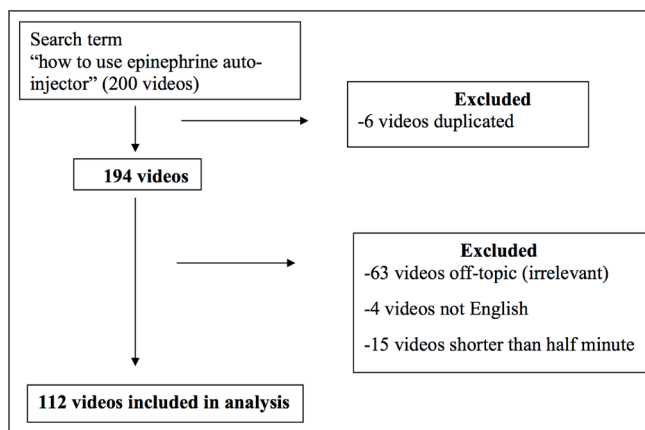 Search term
“how to use epinephrine auto-
injector” (200 videos)
Excluded
-6 videos duplicated
194 videos
Excluded
-63 videos off-topic (irrelevant)
-4 videos not English
-15 videos shorter than half minute
112 videos included in analysis